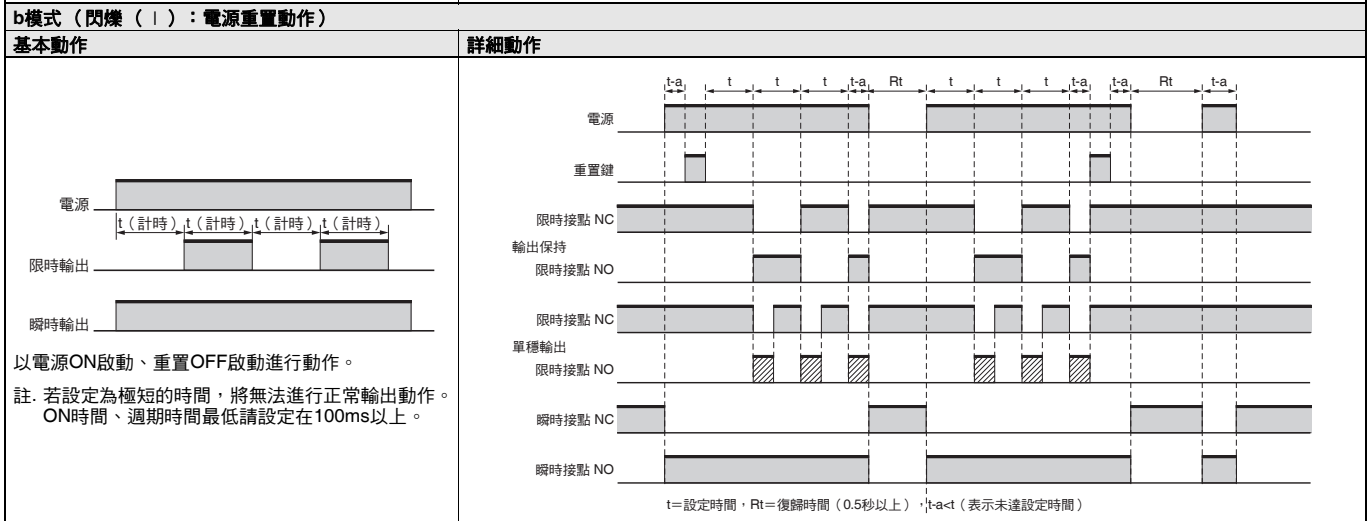 b模式（閃爍（｜）：電源重置動作）
基本動作
詳細動作
電源
t（計時） t（計時） t（計時） t（計時）
限時輸出
瞬時輸出
以電源ON啟動、重置OFF啟動進行動作。
註. 若設定為極短的時間，將無法進行正常輸出動作。
ON時間、週期時間最低請設定在100ms以上。
t-a t t t t-a Rt t t t t-a t-a Rt t-a
電源
重置鍵
限時接點 NC
輸出保持
限時接點 NO
限時接點 NC
單穩輸出
限時接點 NO
瞬時接點 NC
瞬時接點 NO
t＝設定時間，Rt＝復歸時間（0.5秒以上），t-a<t（表示未達設定時間）